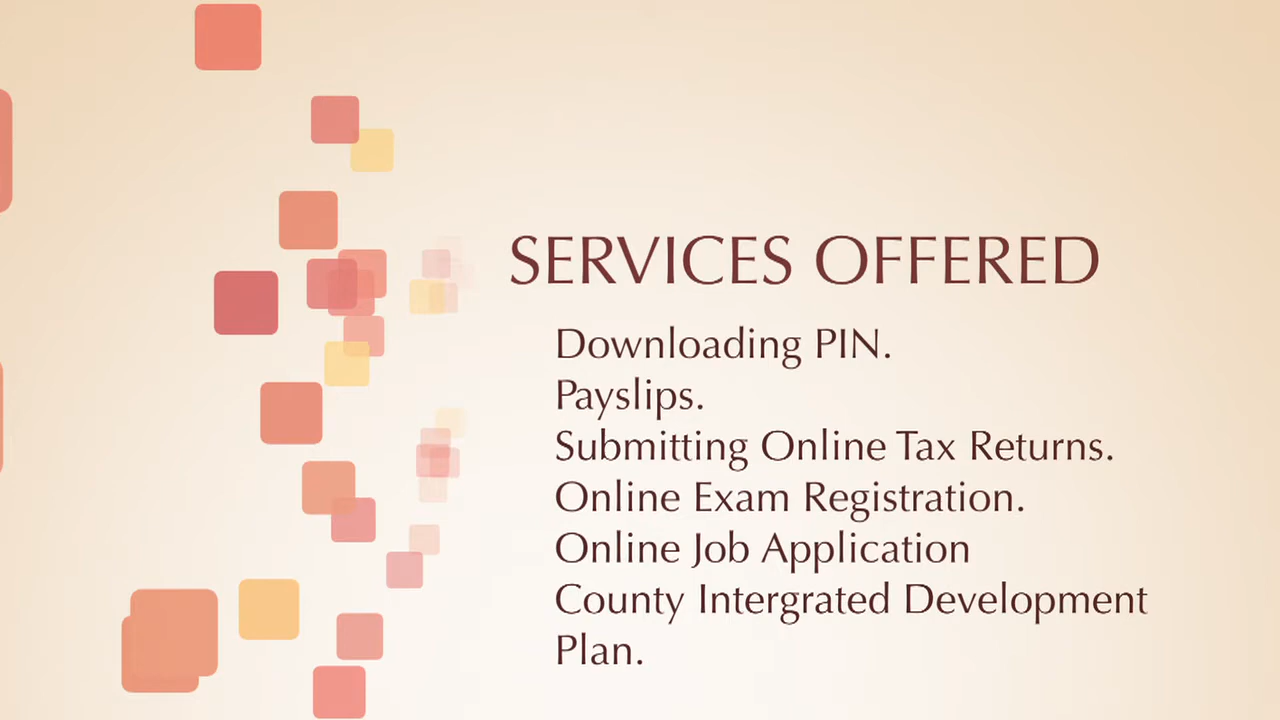 SERVICES OFFERED
Downloading PIN.
Payslips.
Submitting Online Tax Returns.
Online Exam Registration.
Online Job Application
County Intergrated Development
Plan.